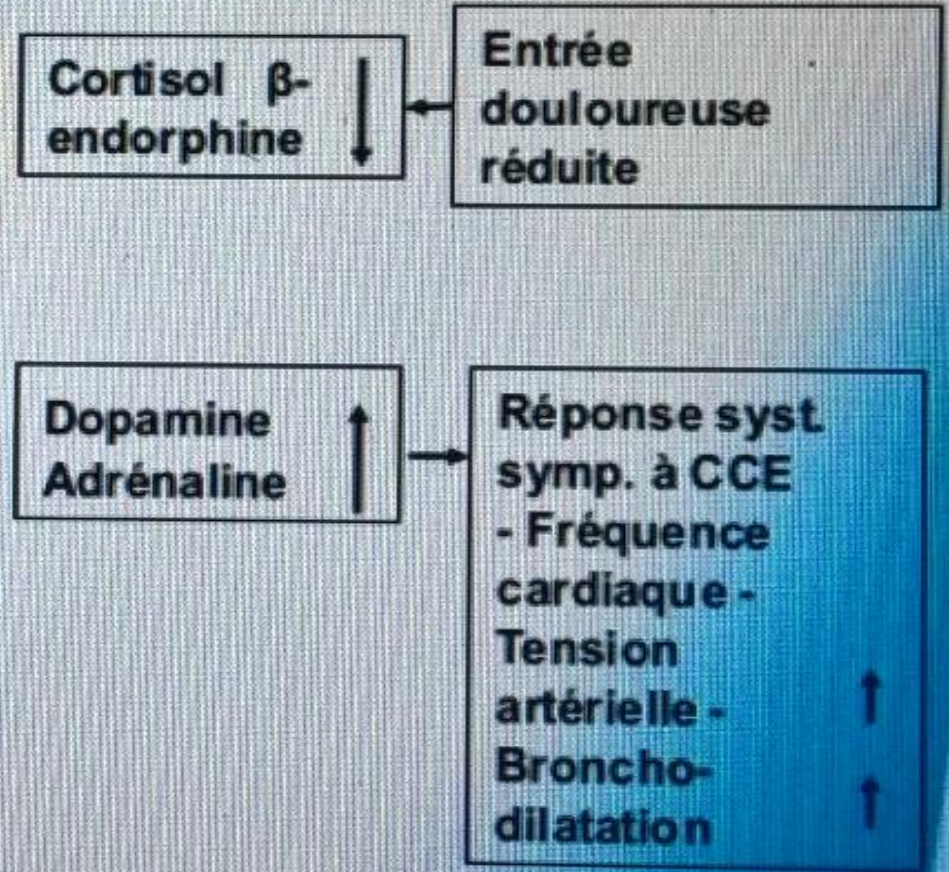 Cortisol β-
endorphine ↓
Entrée
douloureuse
réduite
Dopamine
Adrénaline ↑
Réponse syst.
symp. à CCE
- Fréquence
cardiaque -
Tension
artérielle - ↑
Broncho-
dilatation ↑